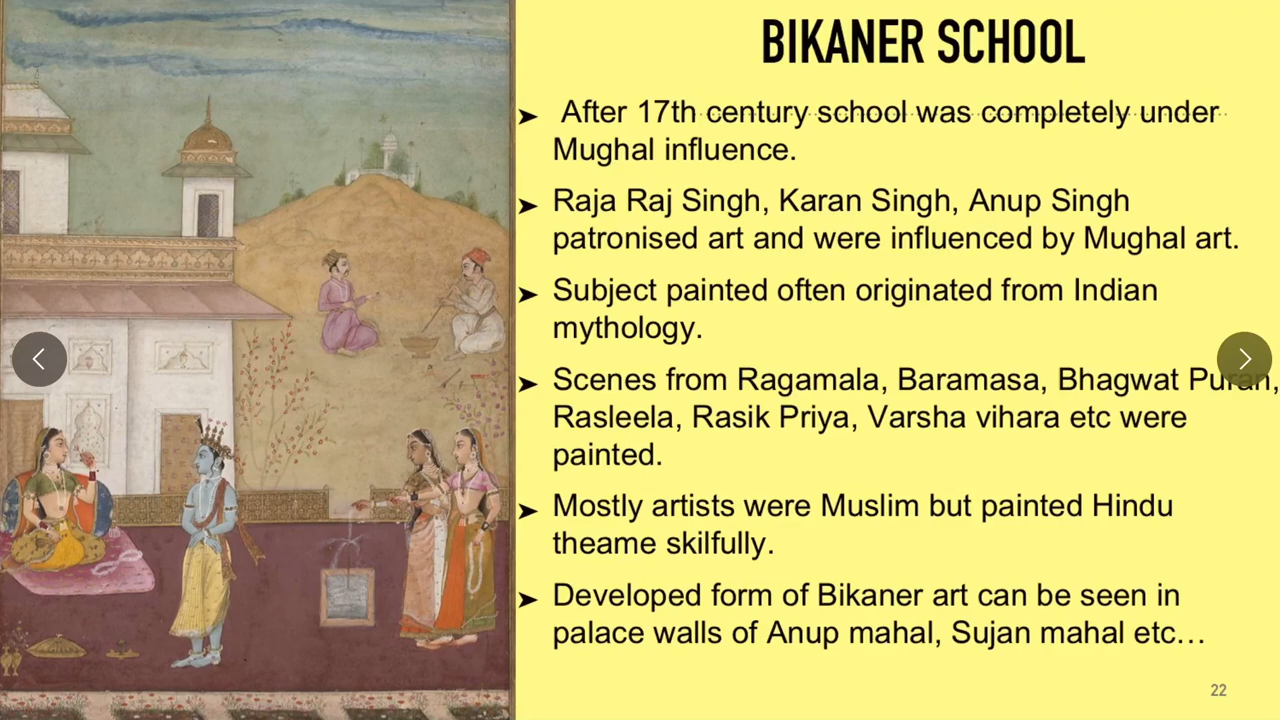 BIKANER SCHOOL
➤ After 17th century school was completely under
Mughal influence.
➤ Raja Raj Singh, Karan Singh, Anup Singh
patronised art and were influenced by Mughal art.
➤ Subject painted often originated from Indian
mythology.
➤ Scenes from Ragamala, Baramasa, Bhagwat Puran,
Rasleela, Rasik Priya, Varsha vihara etc were
painted.
➤ Mostly artists were Muslim but painted Hindu
theame skilfully.
➤ Developed form of Bikaner art can be seen in
palace walls of Anup mahal, Sujan mahal etc…
22